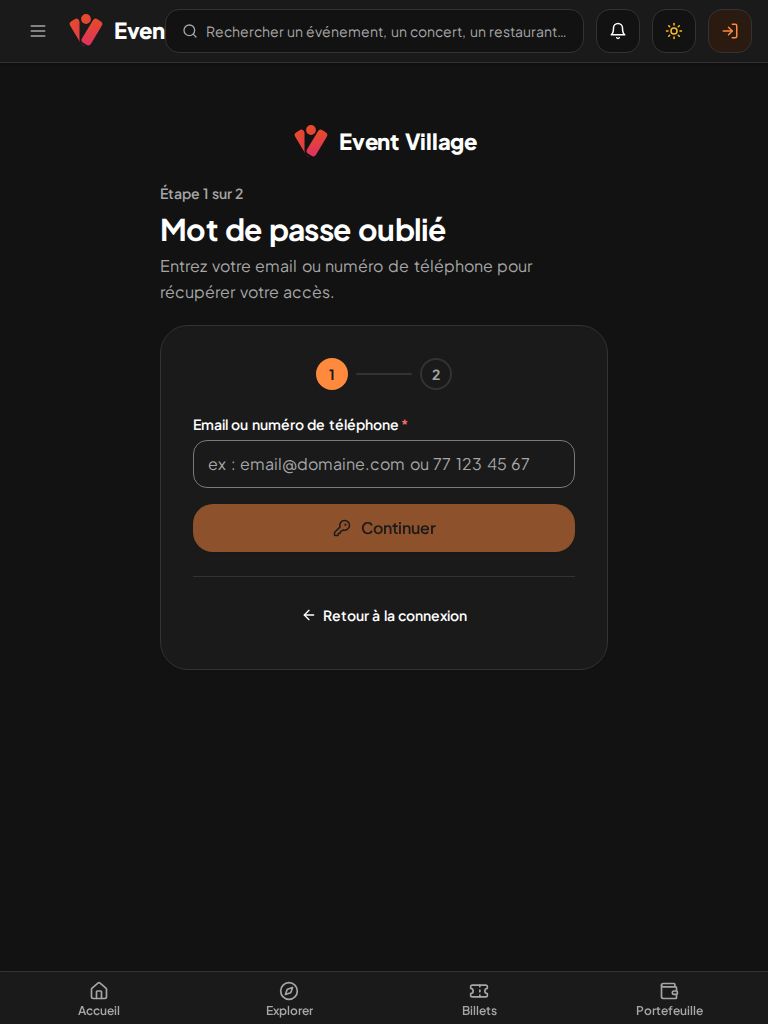 Even
Rechercher un événement, un concert, un restaurant...
Event Village
Étape 1 sur 2
Mot de passe oublié
Entrez votre email ou numéro de téléphone pour
récupérer votre accès.
1
2
Email ou numéro de téléphone *
ex : email@domaine.com ou 77 123 45 67
Continuer
Retour à la connexion
Accueil
Explorer
Billets
Portefeuille